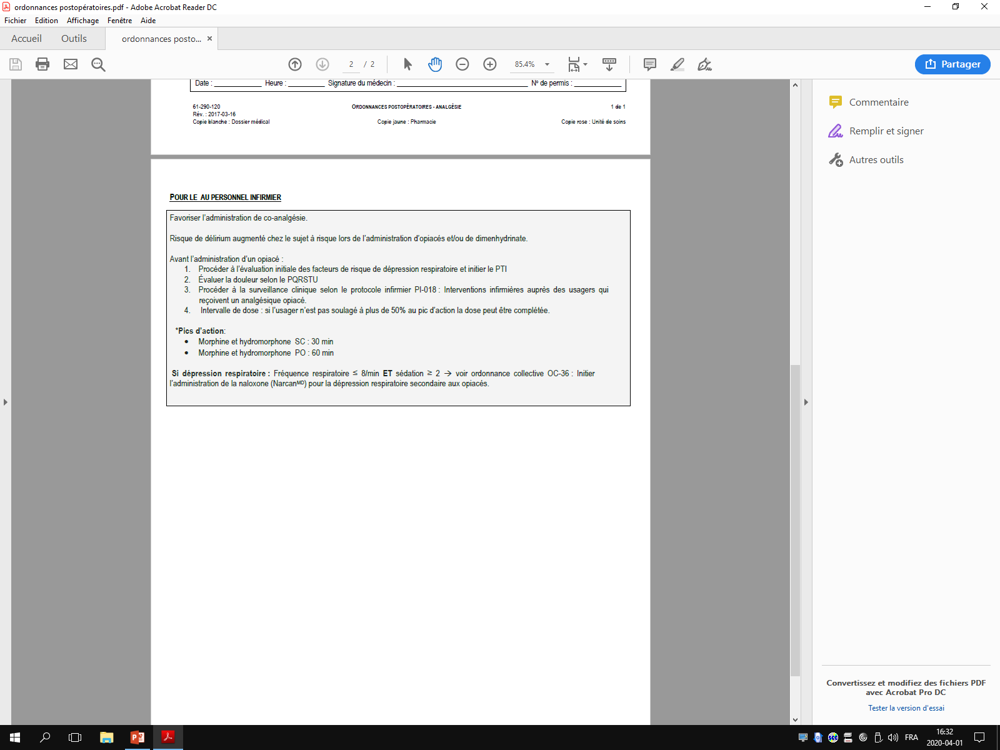 ordonnances postopératoires.pdf - Adobe Acrobat Reader DC
Fichier Edition Affichage Fenêtre Aide
Accueil Outils ordonnances posto... ×
2 / 2 85.4% Partager
Date : _____________ Heure : __________ Signature du médecin : ____________________________________ Nº de permis : _____________
61-290-120 ORDONNANCES POSTOPÉRATOIRES - ANALGÉSIE 1 de 1
Rév. : 2017-03-16
Copie blanche : Dossier médical Copie jaune : Pharmacie Copie rose : Unité de soins
POUR LE AU PERSONNEL INFIRMIER
Favoriser l'administration de co-analgésie.
Risque de délirium augmenté chez le sujet à risque lors de l'administration d'opiacés et/ou de dimenhydrinate.
Avant l'administration d'un opiacé :
1. Procéder à l'évaluation initiale des facteurs de risque de dépression respiratoire et initier le PTI
2. Évaluer la douleur selon le PQRSTU
3. Procéder à la surveillance clinique selon le protocole infirmier PI-018 : Interventions infirmières auprès des usagers qui
reçoivent un analgésique opiacé.
4. Intervalle de dose : si l'usager n'est pas soulagé à plus de 50% au pic d'action la dose peut être complétée.
*Pics d'action:
• Morphine et hydromorphone SC : 30 min
• Morphine et hydromorphone PO : 60 min
Si dépression respiratoire : Fréquence respiratoire ≤ 8/min ET sédation ≥ 2 → voir ordonnance collective OC-36 : Initier
l'administration de la naloxone (Narcanᴹᴰ) pour la dépression respiratoire secondaire aux opiacés.
Commentaire
Remplir et signer
Autres outils
Convertissez et modifiez des fichiers PDF
avec Acrobat Pro DC
Tester la version d'essai
FRA 16:32
2020-04-01